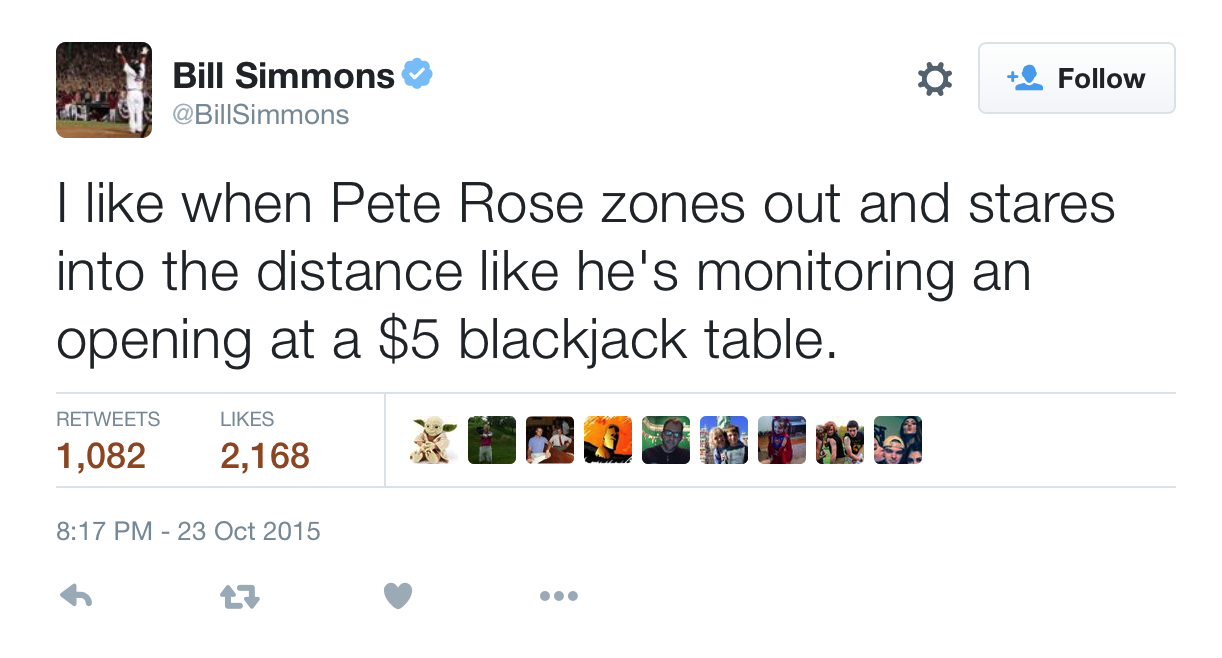 Bill Simmons
@BillSimmons
Follow
I like when Pete Rose zones out and stares
into the distance like he's monitoring an
opening at a $5 blackjack table.
RETWEETS LIKES
1,082 2,168
8:17 PM - 23 Oct 2015